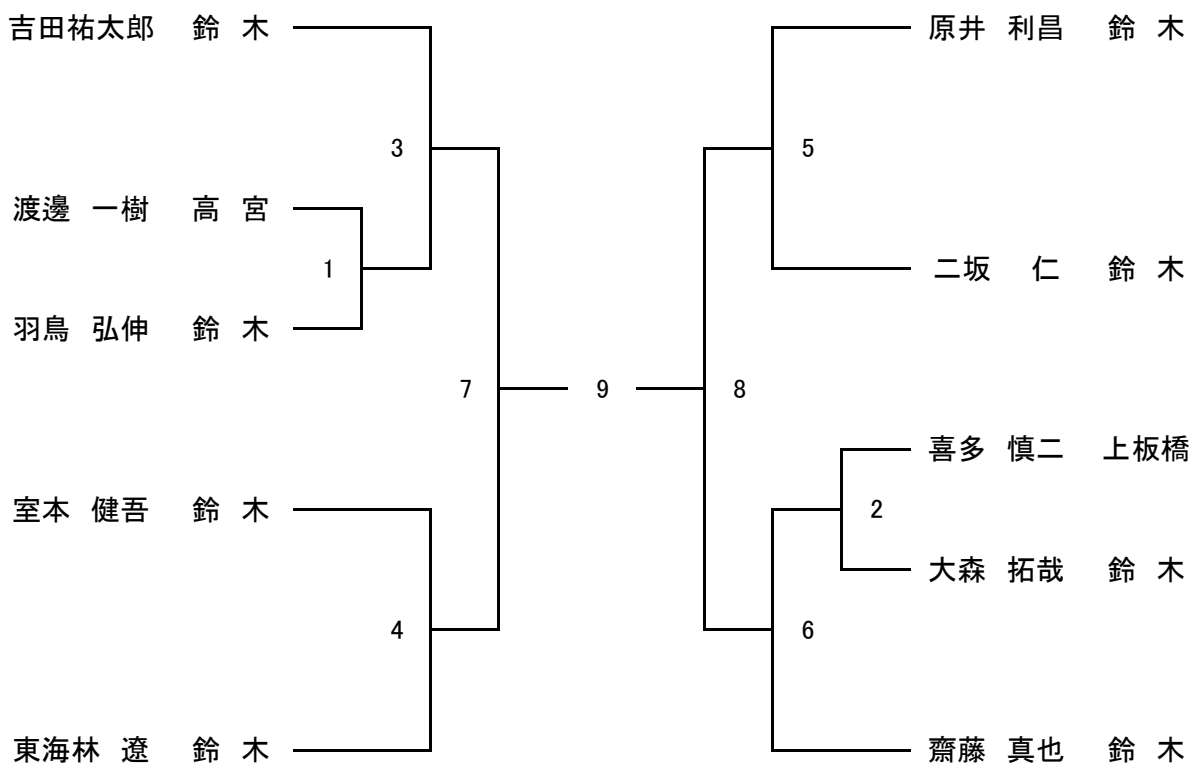 吉田祐太郎 鈴 木
3
渡邊 一樹 高 宮
1
羽鳥 弘伸 鈴 木
7
室本 健吾 鈴 木
4
東海林 遼 鈴 木
9
原井 利昌 鈴 木
5
二坂 仁 鈴 木
8
喜多 慎二 上板橋
2
大森 拓哉 鈴 木
6
齋藤 真也 鈴 木